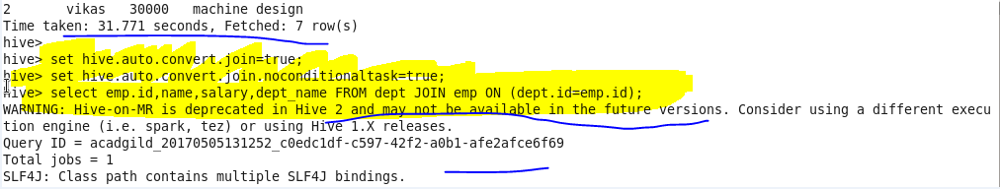 2       vikas   30000   machine design
Time taken: 31.771 seconds, Fetched: 7 row(s)
hive>
hive> set hive.auto.convert.join=true;
hive> set hive.auto.convert.join.noconditionaltask=true;
hive> select emp.id,name,salary,dept_name FROM dept JOIN emp ON (dept.id=emp.id);
WARNING: Hive-on-MR is deprecated in Hive 2 and may not be available in the future versions. Consider using a different execu
tion engine (i.e. spark, tez) or using Hive 1.X releases.
Query ID = acadgild_20170505131252_c0edc1df-c597-42f2-a0b1-afe2afce6f69
Total jobs = 1
SLF4J: Class path contains multiple SLF4J bindings.